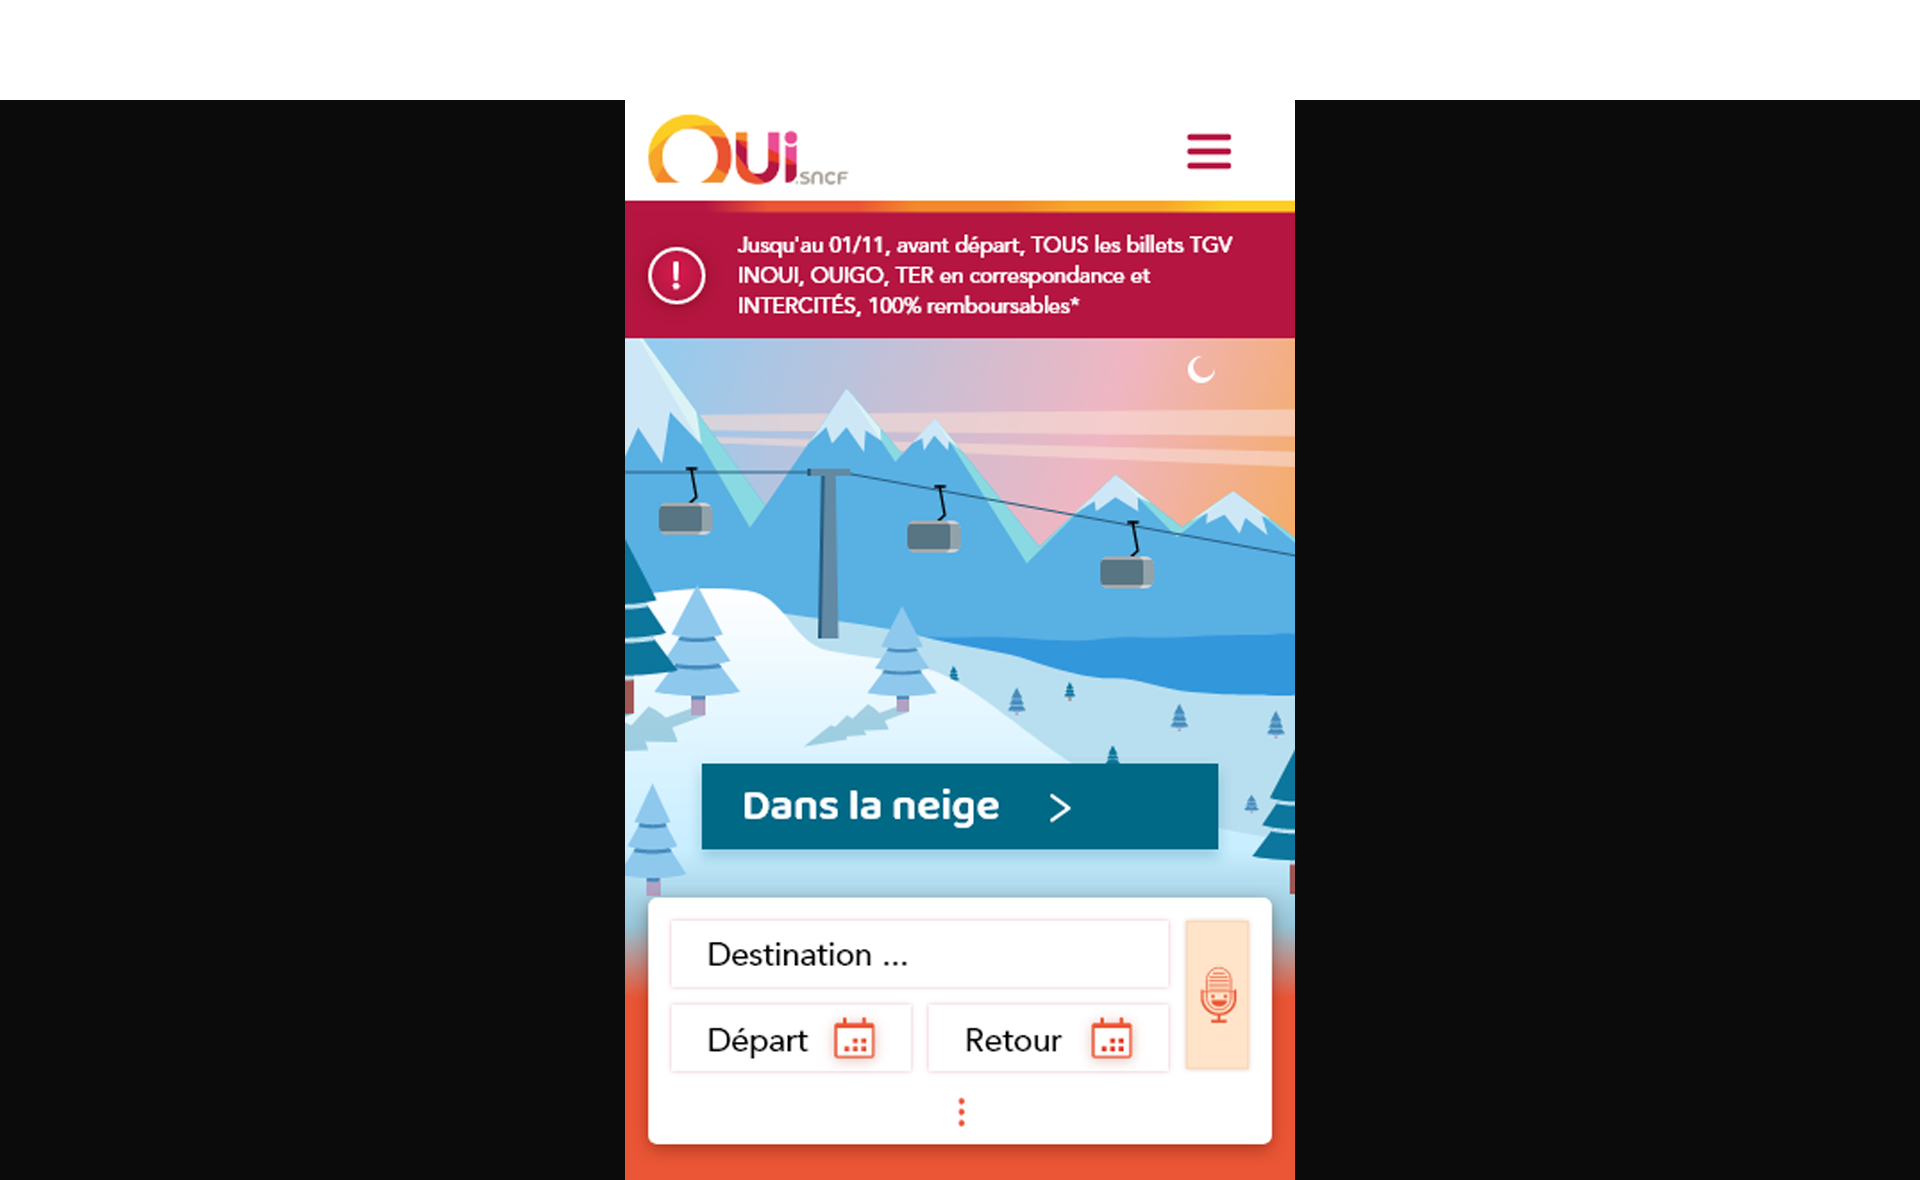 OUi.sncf
Jusqu'au 01/11, avant départ, TOUS les billets TGV
INOUI, OUIGO, TER en correspondance et
INTERCITÉS, 100% remboursables*
Dans la neige >
Destination ...
Départ
Retour